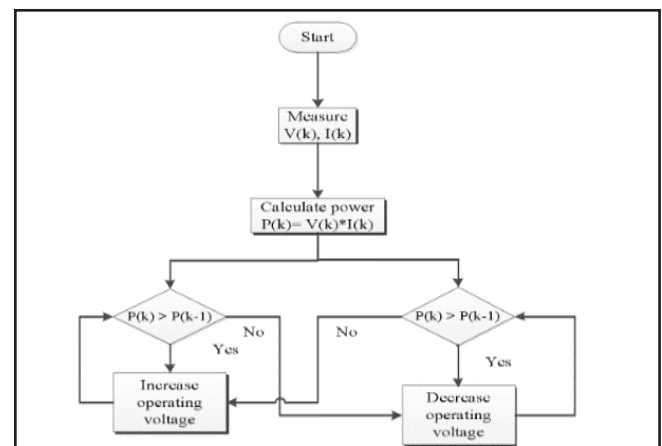 Start
Measure
V(k), I(k)
Calculate power
P(k)= V(k)*I(k)
P(k) > P(k-1)
P(k) > P(k-1)
No
No
Yes
Yes
Increase
operating
voltage
Decrease
operating
voltage